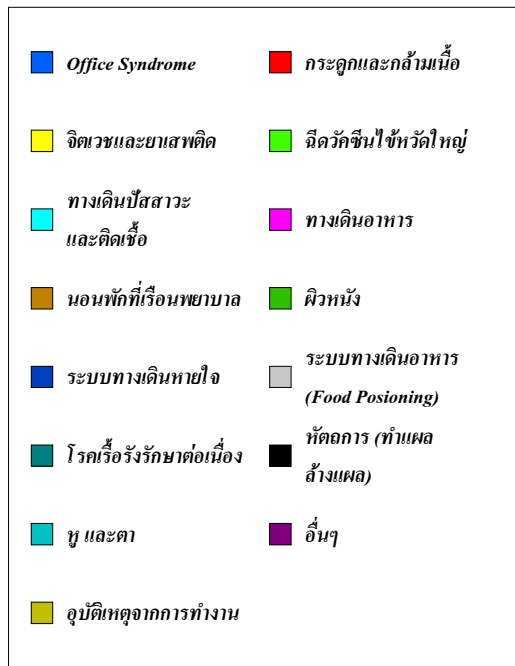 Office Syndrome
กระดูกและกล้ามเนื้อ
จิตเวชและยาเสพติด
ฉีดวัคซีนไข้หวัดใหญ่
ทางเดินปัสสาวะ
และติดเชื้อ
ทางเดินอาหาร
นอนพักที่เรือนพยาบาล
ผิวหนัง
ระบบทางเดินหายใจ
ระบบทางเดินอาหาร
(Food Posioning)
โรคเรื้อรังรักษาต่อเนื่อง
หัตถการ (ทำแผล
ล้างแผล)
หู และตา
อื่นๆ
อุบัติเหตุจากการทำงาน